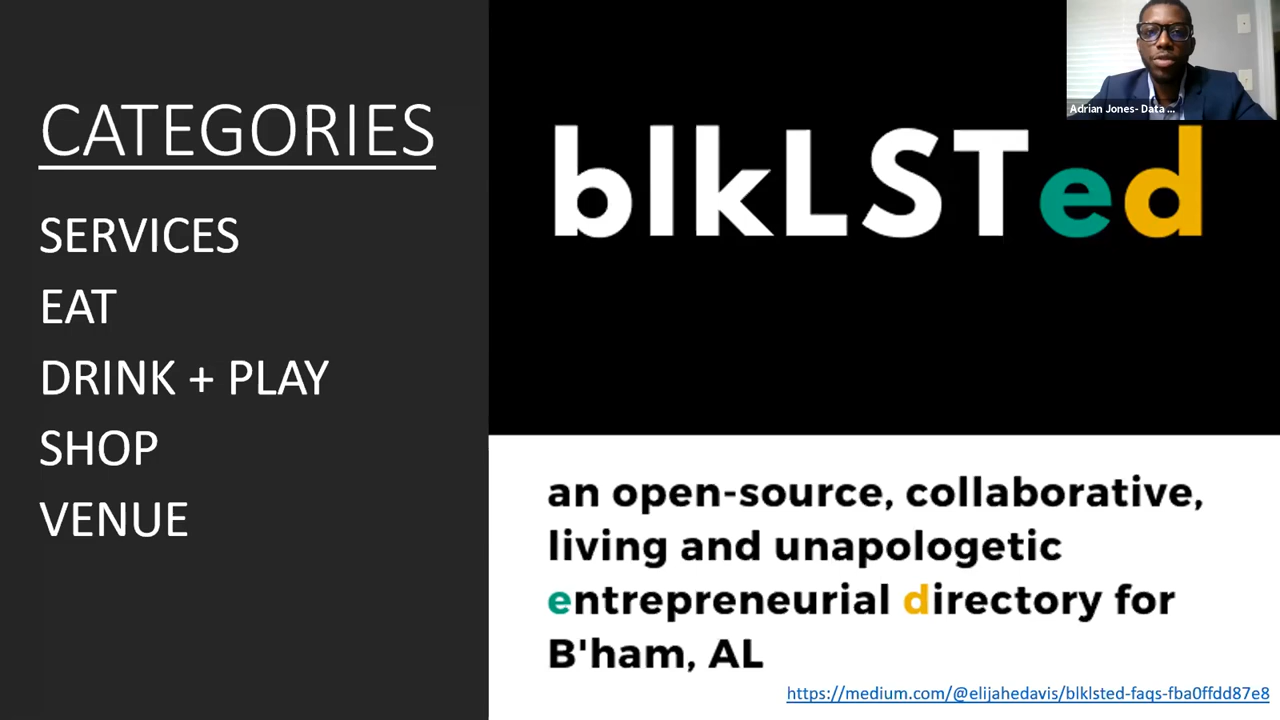 CATEGORIES
SERVICES
EAT
DRINK + PLAY
SHOP
VENUE
Adrian Jones- Data ...
blkLSTed
an open-source, collaborative,
living and unapologetic
entrepreneurial directory for
B'ham, AL
https://medium.com/@elijahedavis/blklsted-faqs-fba0ffdd87e8